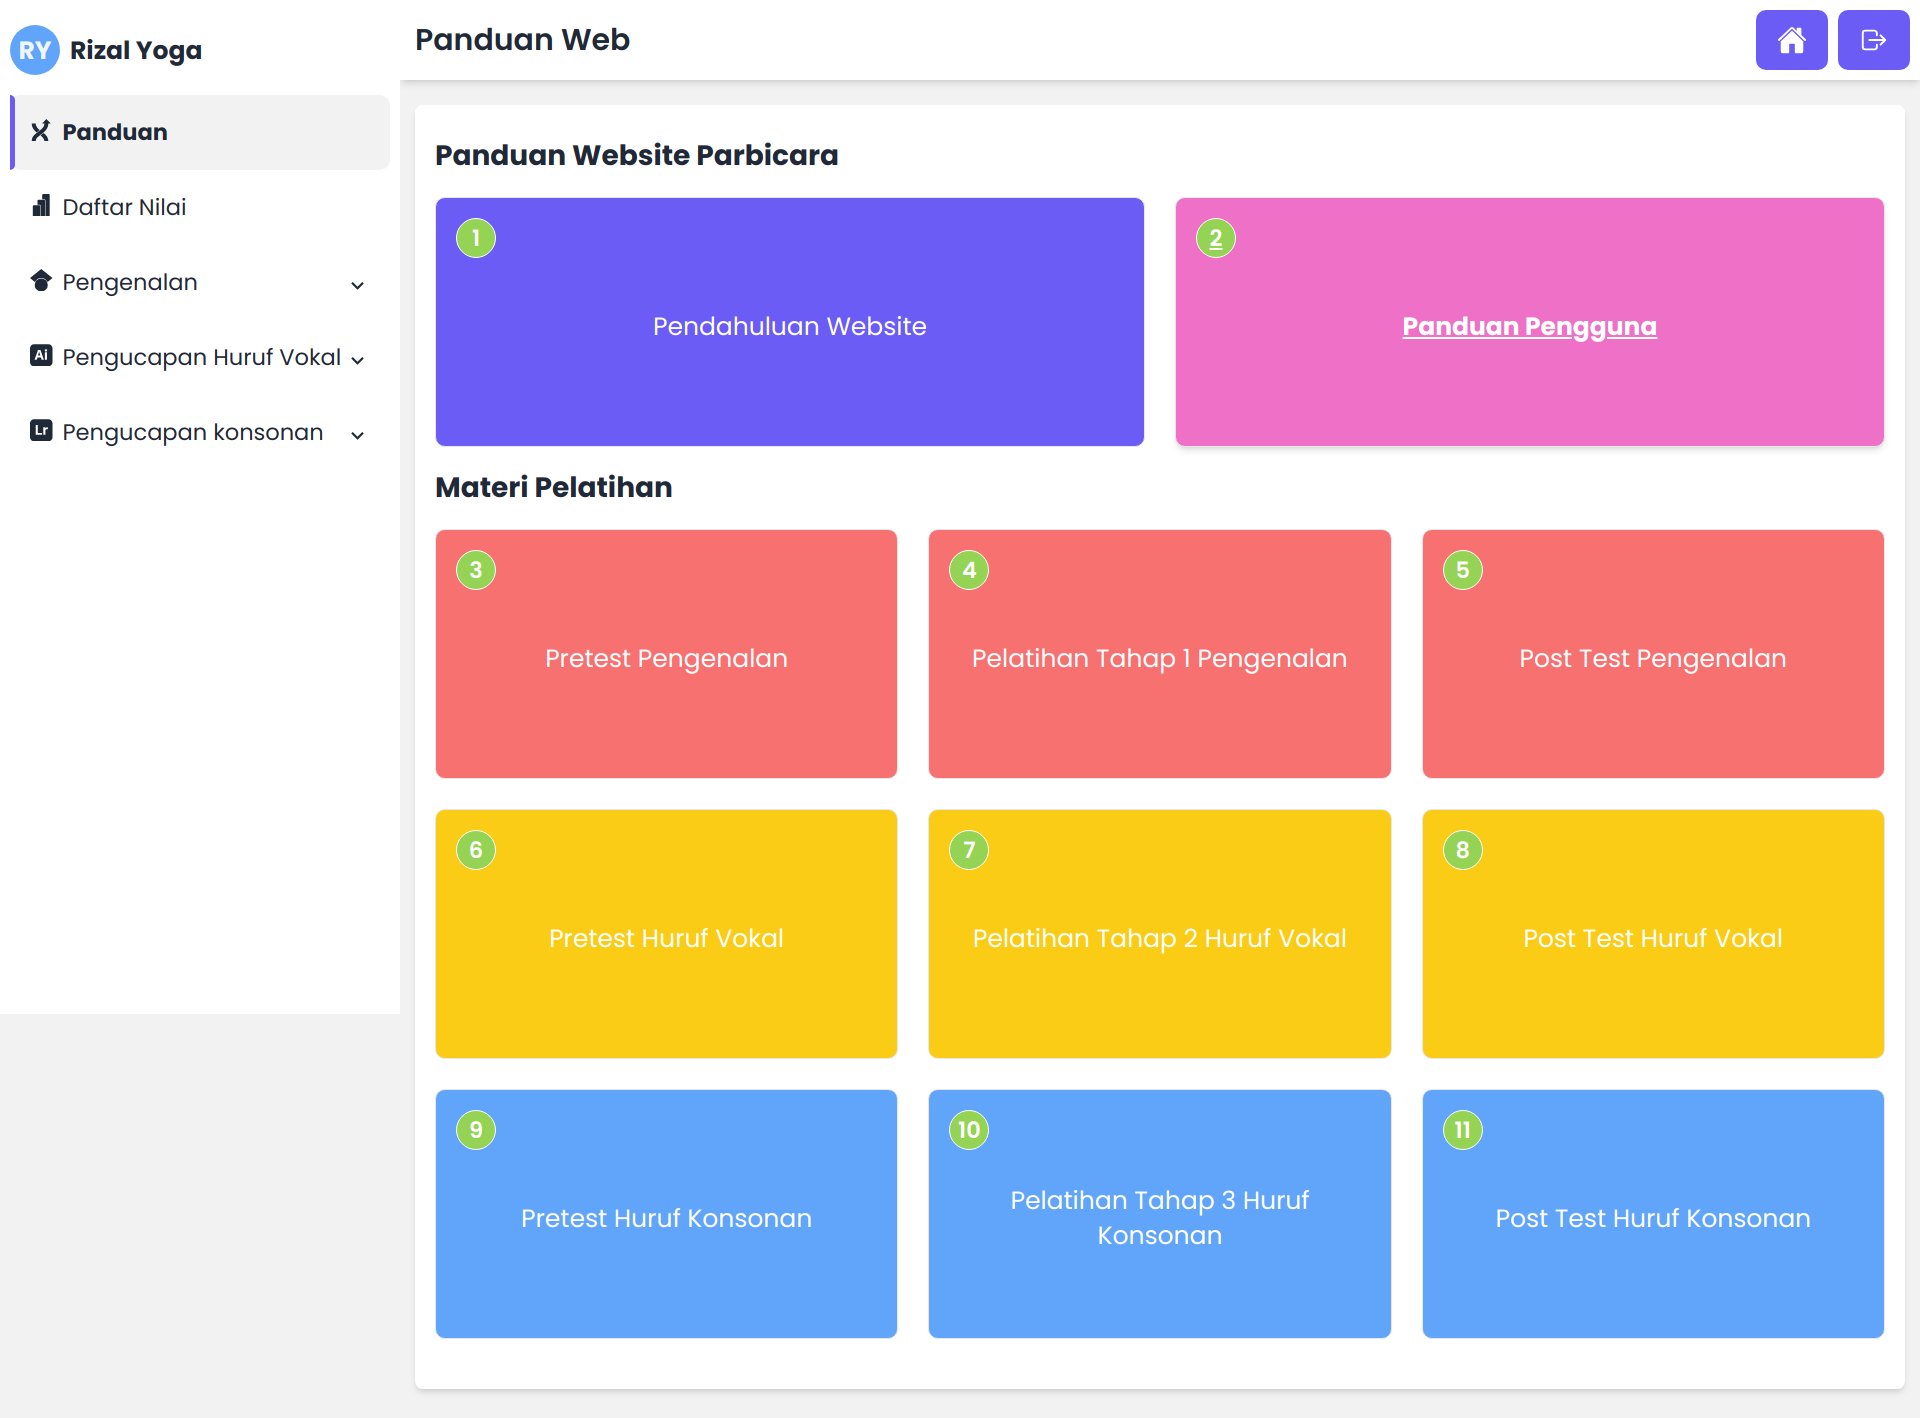 RY Rizal Yoga
Panduan
Daftar Nilai
Pengenalan
Ai Pengucapan Huruf Vokal
Lr Pengucapan konsonan
Panduan Web
Panduan Website Parbicara
1
Pendahuluan Website
2
Panduan Pengguna
Materi Pelatihan
3
Pretest Pengenalan
4
Pelatihan Tahap 1 Pengenalan
5
Post Test Pengenalan
6
Pretest Huruf Vokal
7
Pelatihan Tahap 2 Huruf Vokal
8
Post Test Huruf Vokal
9
Pretest Huruf Konsonan
10
Pelatihan Tahap 3 Huruf
Konsonan
11
Post Test Huruf Konsonan